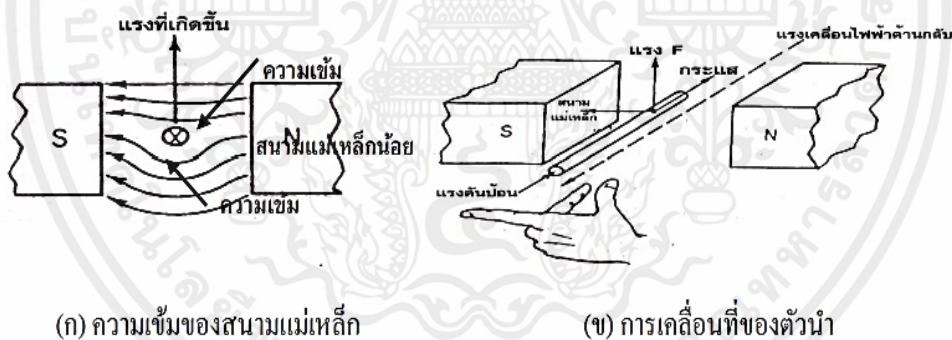 แรงที่เกิดขึ้น
ความเข้ม
S
N
สนามแม่เหล็กน้อย
ความเข้ม
แรงเคลื่อนไฟฟ้าด้านกลับ
แรง F
กระแส
สนาม
แม่เหล็ก
S
N
แรงดันป้อน
(ก) ความเข้มของสนามแม่เหล็ก
(ข) การเคลื่อนที่ของตัวนำ